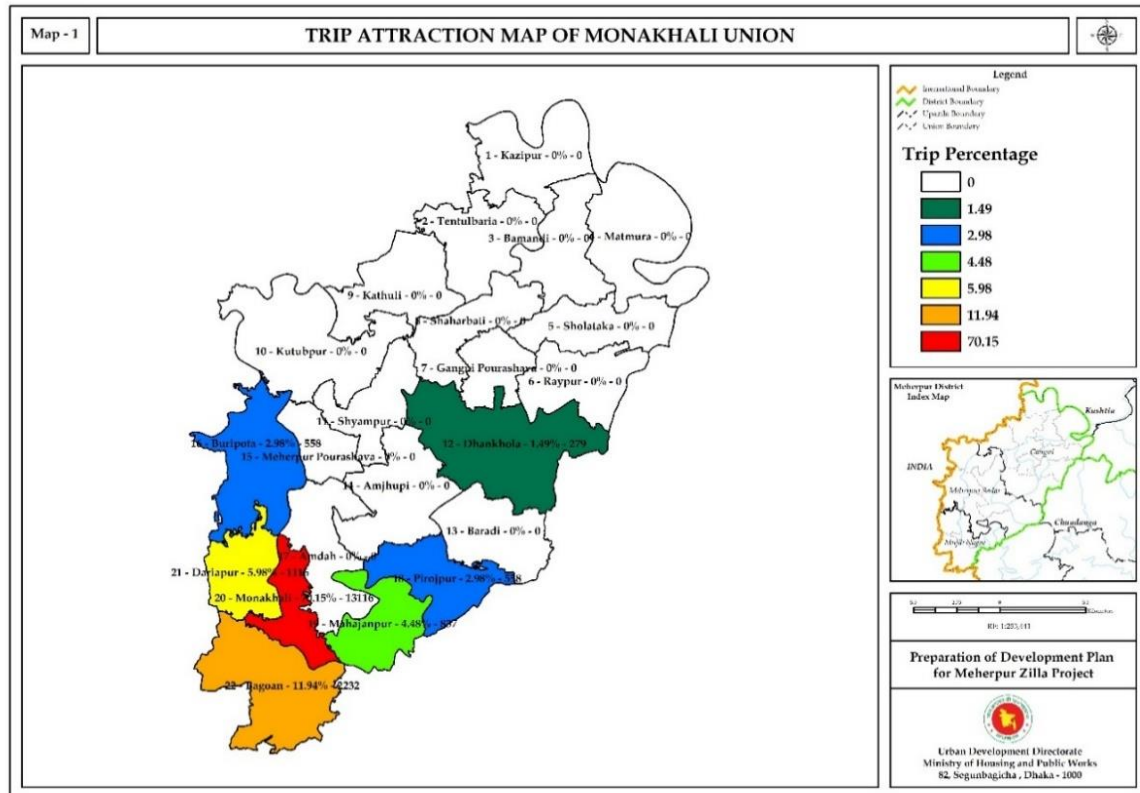 Map - 1
TRIP ATTRACTION MAP OF MONAKHALI UNION
1 - Kazipur - 0% - 0
2 - Tentulbaria - 0% - 0
3 - Bamandi - 0% - 0
Matmura - 0% - 0
9 - Kathuli - 0% - 0
Shaharbati - 0% - 0
5 - Sholataka - 0% - 0
10 - Kutubpur - 0% - 0
7 - Gangni Pourashava - 0% - 0
6 - Raypur - 0% - 0
11 - Shyampur - 0% - 0
16 - Buripota - 2.98% - 558
12 - Dhankhola - 1.49% - 279
15 - Meherpur Pourashava - 0% - 0
14 - Amjhupi - 0% - 0
13 - Baradi - 0% - 0
Amdah - 0% - 0
21 - Dariapur - 5.98% - 1116
18 - Pirojpur - 2.98% - 558
20 - Monakhali - 70.15% - 13116
19 - Mahajanpur - 4.48% - 837
22 - Bagoan - 11.94% - 2232
Legend
International Boundary
District Boundary
Upazila Boundary
Union Boundary
Trip Percentage
0
1.49
2.98
4.48
5.98
11.94
70.15
Meherpur District
Index Map
Kushtia
INDIA
Gangni
Meherpur Sadar
Chuadanga
Mujib Nagar
0
Kilometers
Preparation of Development Plan
for Meherpur Zilla Project
Urban Development Directorate
Ministry of Housing and Public Works
82, Segunbagicha , Dhaka - 1000